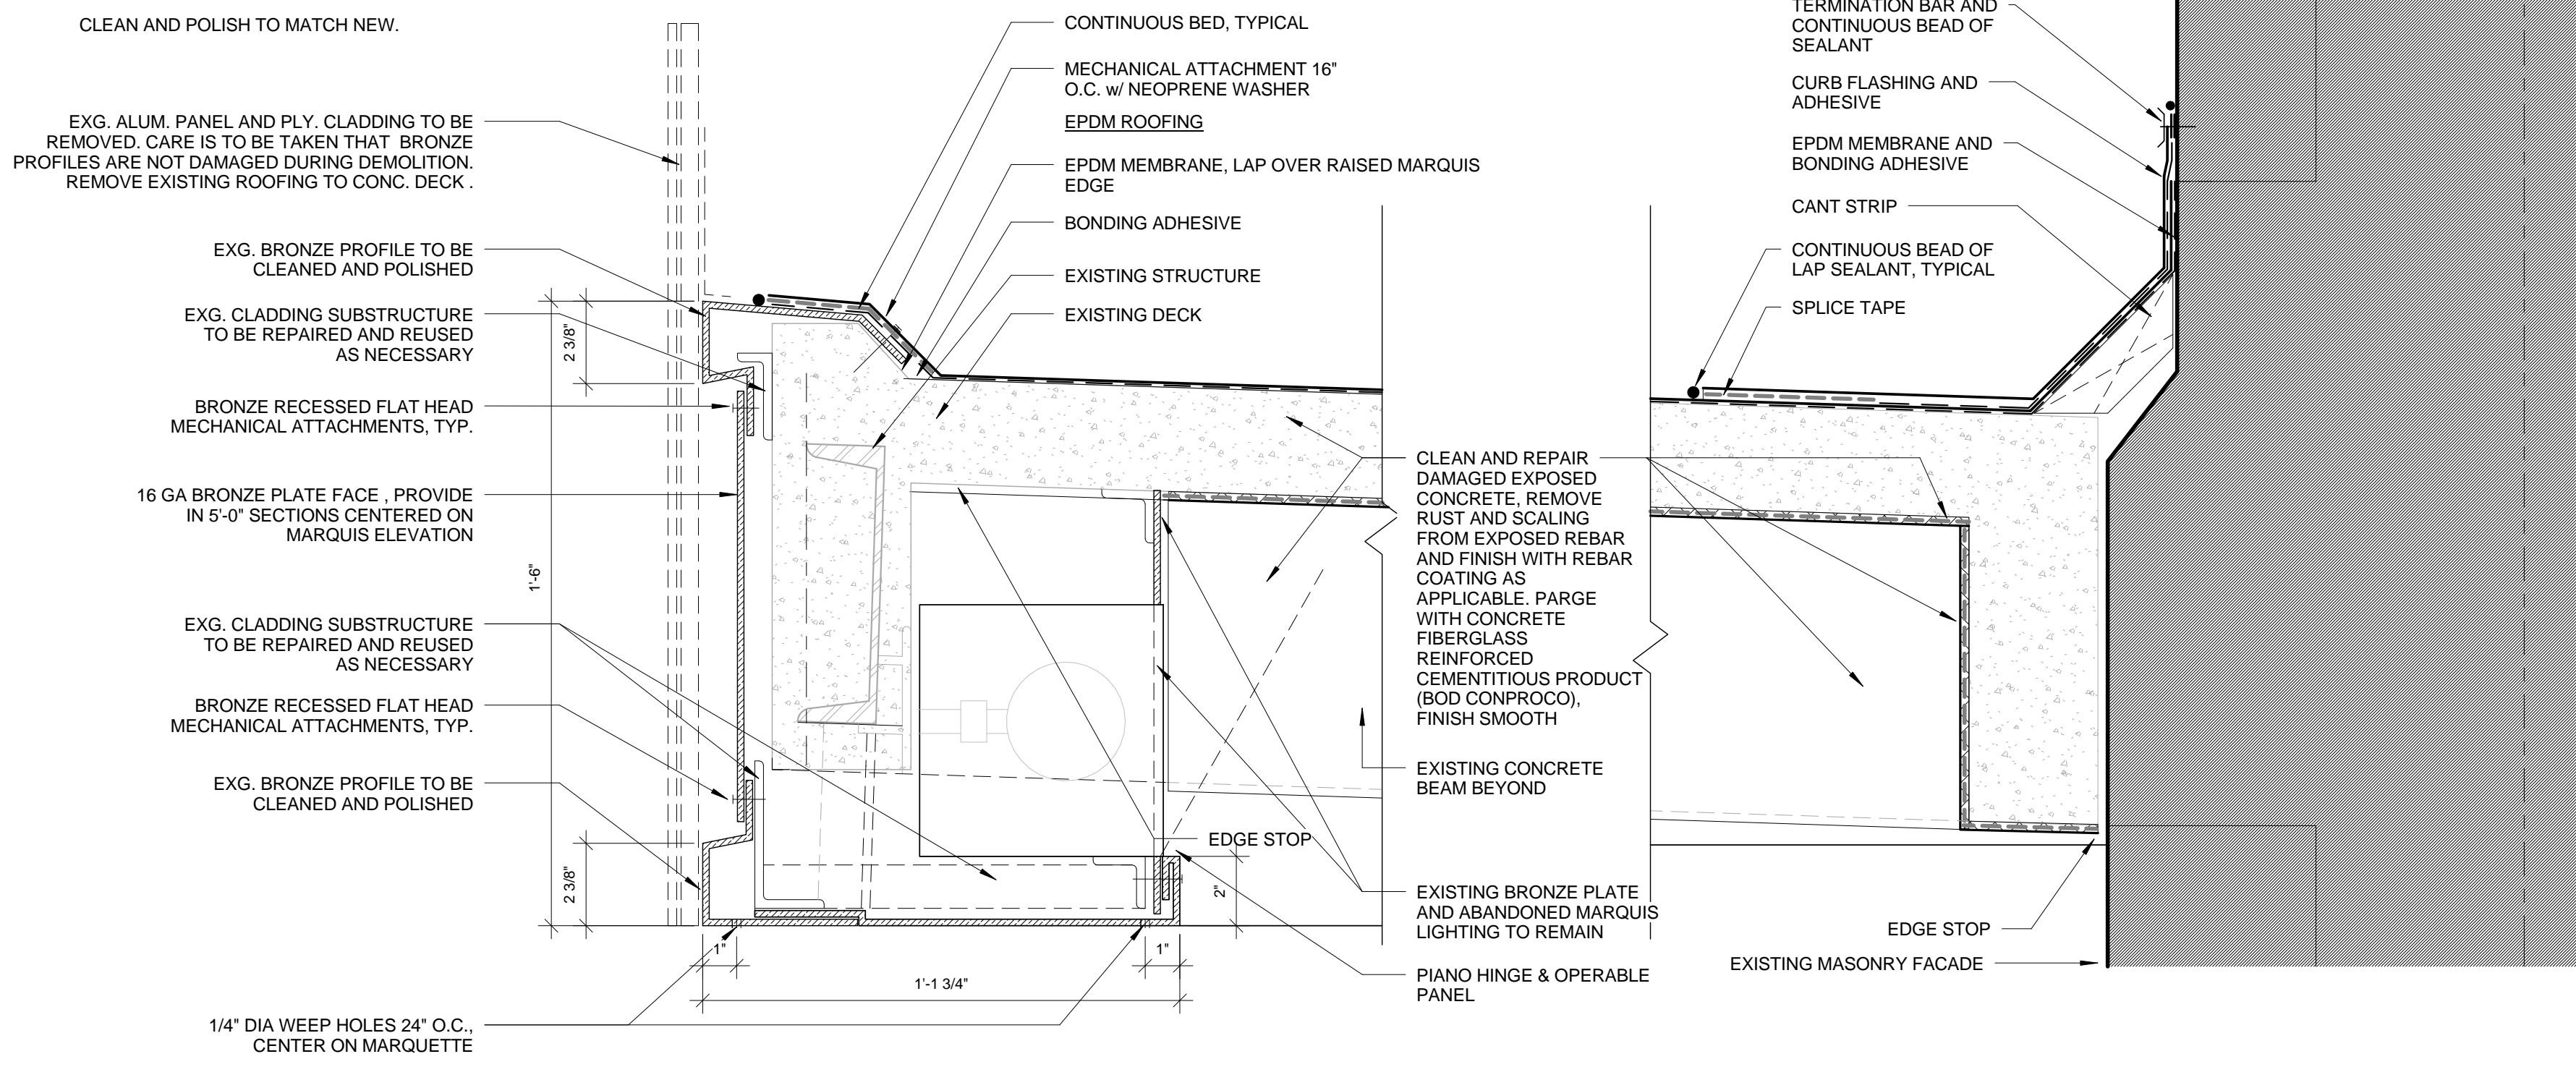 CLEAN AND POLISH TO MATCH NEW.
EXG. ALUM. PANEL AND PLY. CLADDING TO BE
REMOVED. CARE IS TO BE TAKEN THAT BRONZE
PROFILES ARE NOT DAMAGED DURING DEMOLITION.
REMOVE EXISTING ROOFING TO CONC. DECK .
EXG. BRONZE PROFILE TO BE
CLEANED AND POLISHED
EXG. CLADDING SUBSTRUCTURE
TO BE REPAIRED AND REUSED
AS NECESSARY
BRONZE RECESSED FLAT HEAD
MECHANICAL ATTACHMENTS, TYP.
16 GA BRONZE PLATE FACE , PROVIDE
IN 5'-0" SECTIONS CENTERED ON
MARQUIS ELEVATION
EXG. CLADDING SUBSTRUCTURE
TO BE REPAIRED AND REUSED
AS NECESSARY
BRONZE RECESSED FLAT HEAD
MECHANICAL ATTACHMENTS, TYP.
EXG. BRONZE PROFILE TO BE
CLEANED AND POLISHED
1/4" DIA WEEP HOLES 24" O.C.,
CENTER ON MARQUETTE
2 3/8"
1'-6"
2 3/8"
1"
1'-1 3/4"
1"
2"
CONTINUOUS BED, TYPICAL
MECHANICAL ATTACHMENT 16"
O.C. w/ NEOPRENE WASHER
EPDM ROOFING
EPDM MEMBRANE, LAP OVER RAISED MARQUIS
EDGE
BONDING ADHESIVE
EXISTING STRUCTURE
EXISTING DECK
EDGE STOP
CLEAN AND REPAIR
DAMAGED EXPOSED
CONCRETE, REMOVE
RUST AND SCALING
FROM EXPOSED REBAR
AND FINISH WITH REBAR
COATING AS
APPLICABLE. PARGE
WITH CONCRETE
FIBERGLASS
REINFORCED
CEMENTITIOUS PRODUCT
(BOD CONPROCO),
FINISH SMOOTH
EXISTING CONCRETE
BEAM BEYOND
EXISTING BRONZE PLATE
AND ABANDONED MARQUIS
LIGHTING TO REMAIN
PIANO HINGE & OPERABLE
PANEL
TERMINATION BAR AND
CONTINUOUS BEAD OF
SEALANT
CURB FLASHING AND
ADHESIVE
EPDM MEMBRANE AND
BONDING ADHESIVE
CANT STRIP
CONTINUOUS BEAD OF
LAP SEALANT, TYPICAL
SPLICE TAPE
EDGE STOP
EXISTING MASONRY FACADE